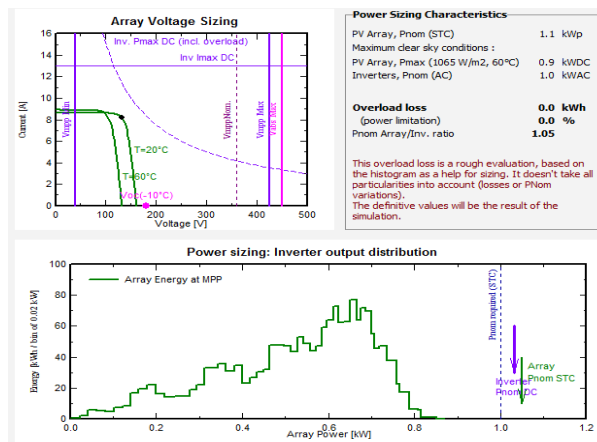 Array Voltage Sizing
16
14
12
10
8
6
4
2
0
Current [A]
Inv. Pmax DC (incl. overload)
Inv Imax DC
Vmpp Min
VmppNom.
Vmpp Max
Vabs Max
T=20°C
T=60°C
Voc(-10°C)
0
100
200
300
400
500
Voltage [V]
Power Sizing Characteristics
PV Array, Pnom (STC) 1.1 kWp
Maximum clear sky conditions :
PV Array, Pmax (1065 W/m2, 60°C) 0.9 kWDC
Inverters, Pnom (AC) 1.0 kWAC
Overload loss 0.0 kWh
(power limitation) 0.0 %
Pnom Array/Inv. ratio 1.05
This overload loss is a rough evaluation, based on
the histogram as a help for sizing. It doesn't take all
particularities into account (losses or PNom
variations).
The definitive values will be the result of the
simulation.
Power sizing: Inverter output distribution
100
80
60
40
20
0
Energy [kWh / bin of 0.02 kW]
Array Energy at MPP
Pnom required (STC)
Array
Pnom STC
Inverter
Pnom DC
0.0
0.2
0.4
0.6
0.8
1.0
1.2
Array Power [kW]